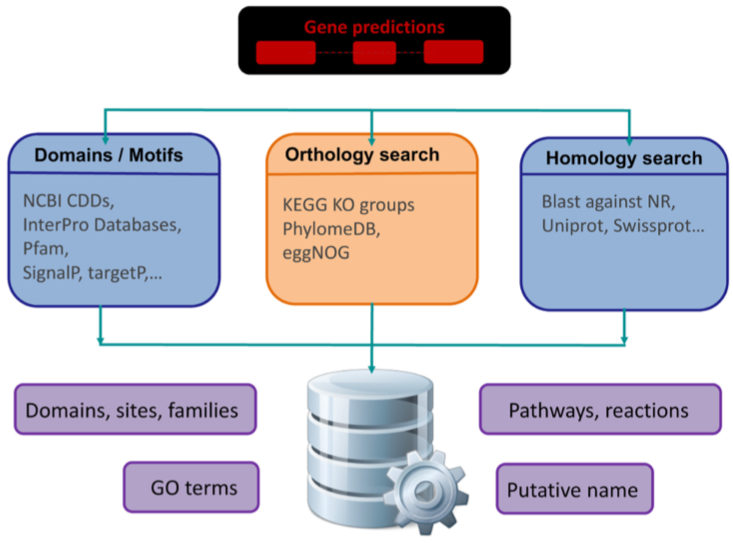 Gene predictions
Domains / Motifs
NCBI CDDs,
InterPro Databases,
Pfam,
SignalP, targetP,...
Orthology search
KEGG KO groups
PhylomeDB,
eggNOG
Homology search
Blast against NR,
Uniprot, Swissprot...
Domains, sites, families
Pathways, reactions
GO terms
Putative name